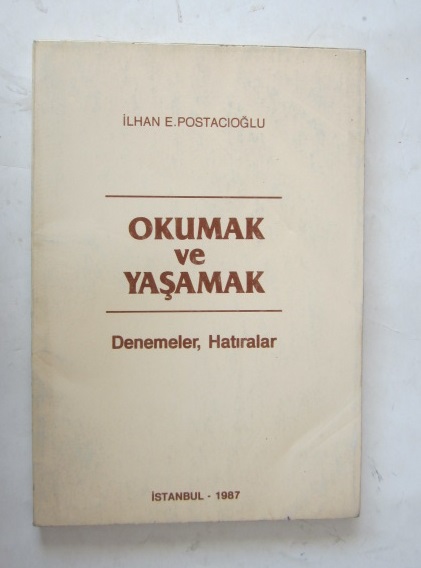 İLHAN E.POSTACIOĞLU
OKUMAK
ve
YAŞAMAK
Denemeler, Hatıralar
İSTANBUL - 1987